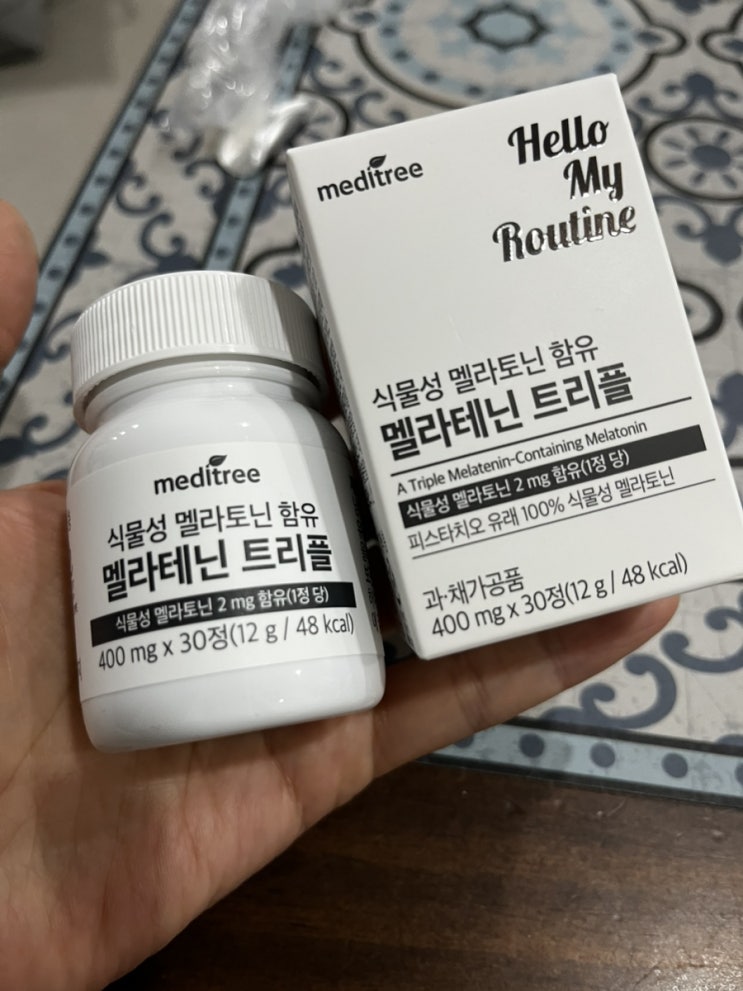 meditree
식물성 멜라토닌 함유
멜라테닌 트리플
식물성 멜라토닌 2 mg 함유(1정 당)
400 mg x 30정(12 g / 48 kcal)
meditree
Hello
My
Routine
식물성 멜라토닌 함유
멜라테닌 트리플
A Triple Melatenin-Containing Melatonin
식물성 멜라토닌 2 mg 함유(1정 당)
피스타치오 유래 100% 식물성 멜라토닌
과·채가공품
400 mg x 30정(12 g / 48 kcal)